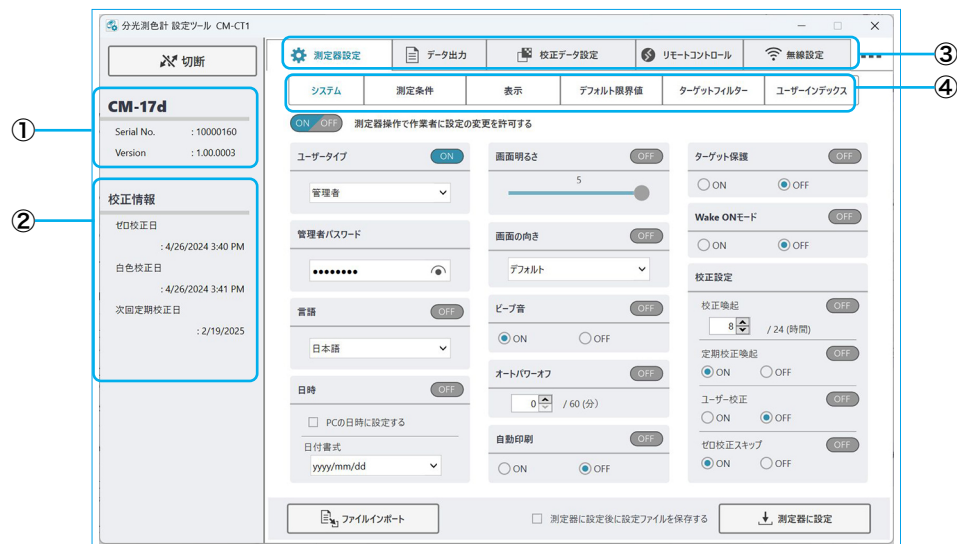 分光測色計 設定ツール CM-CT1
切断
測定器設定
データ出力
校正データ設定
リモートコントロール
無線設定
③
システム
測定条件
表示
デフォルト限界値
ターゲットフィルター
ユーザーインデックス
④
①
CM-17d
Serial No. : 10000160
Version : 1.00.0003
②
校正情報
ゼロ校正日
: 4/26/2024 3:40 PM
白色校正日
: 4/26/2024 3:41 PM
次回定期校正日
: 2/19/2025
ON OFF 測定器操作で作業者に設定の変更を許可する
ユーザータイプ ON
管理者
管理者パスワード
言語 OFF
日本語
日時 OFF
PCの日時に設定する
日付書式
yyyy/mm/dd
画面明るさ OFF
5
画面の向き OFF
デフォルト
ビープ音 OFF
ON OFF
オートパワーオフ OFF
0 / 60 (分)
自動印刷 OFF
ON OFF
ターゲット保護 OFF
ON OFF
Wake ONモード OFF
ON OFF
校正設定
校正喚起 OFF
8 / 24 (時間)
定期校正喚起 OFF
ON OFF
ユーザー校正 OFF
ON OFF
ゼロ校正スキップ OFF
ON OFF
ファイルインポート
測定器に設定後に設定ファイルを保存する
測定器に設定